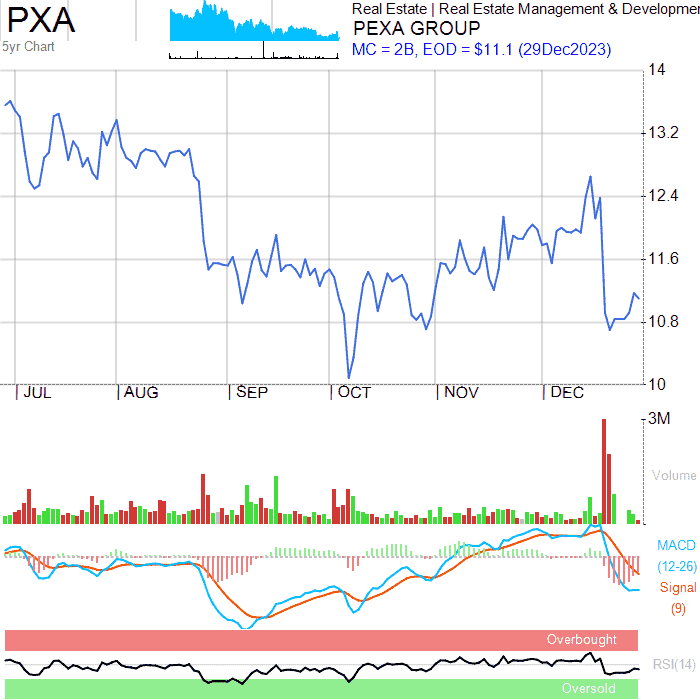 PXA
5yr Chart
Real Estate | Real Estate Management & Developmen
PEXA GROUP
MC = 2B, EOD = $11.1 (29Dec2023)
14
13.2
12.4
11.6
10.8
10
JUL
AUG
SEP
OCT
NOV
DEC
3M
Volume
MACD
(12-26)
Signal
(9)
Overbought
RSI(14)
Oversold